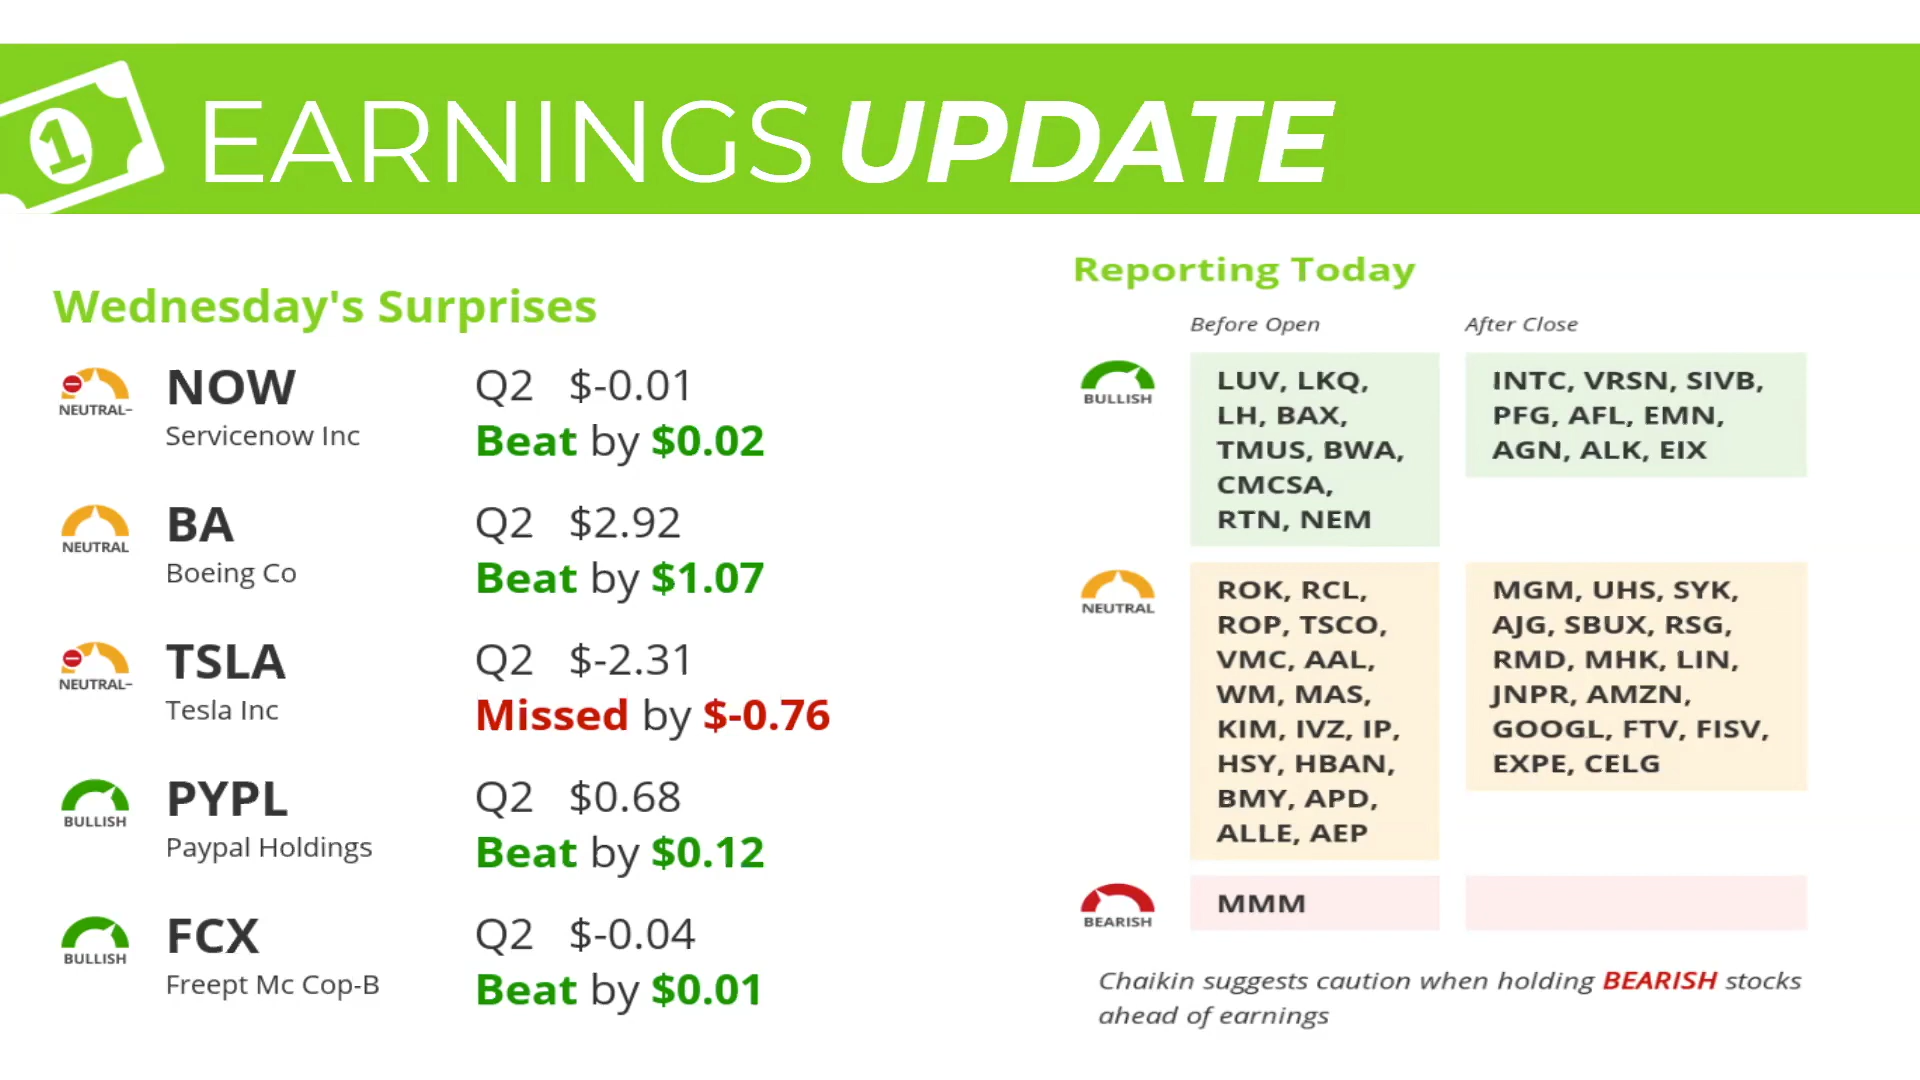 1
EARNINGS UPDATE
Wednesday's Surprises
NEUTRAL-
NOW
Servicenow Inc
Q2 $-0.01
Beat by $0.02
NEUTRAL
BA
Boeing Co
Q2 $2.92
Beat by $1.07
NEUTRAL-
TSLA
Tesla Inc
Q2 $-2.31
Missed by $-0.76
BULLISH
PYPL
Paypal Holdings
Q2 $0.68
Beat by $0.12
BULLISH
FCX
Freept Mc Cop-B
Q2 $-0.04
Beat by $0.01
Reporting Today
Before Open
After Close
BULLISH
LUV, LKQ,
LH, BAX,
TMUS, BWA,
CMCSA,
RTN, NEM
INTC, VRSN, SIVB,
PFG, AFL, EMN,
AGN, ALK, EIX
NEUTRAL
ROK, RCL,
ROP, TSCO,
VMC, AAL,
WM, MAS,
KIM, IVZ, IP,
HSY, HBAN,
BMY, APD,
ALLE, AEP
MGM, UHS, SYK,
AJG, SBUX, RSG,
RMD, MHK, LIN,
JNPR, AMZN,
GOOGL, FTV, FISV,
EXPE, CELG
BEARISH
MMM
Chaikin suggests caution when holding BEARISH stocks
ahead of earnings